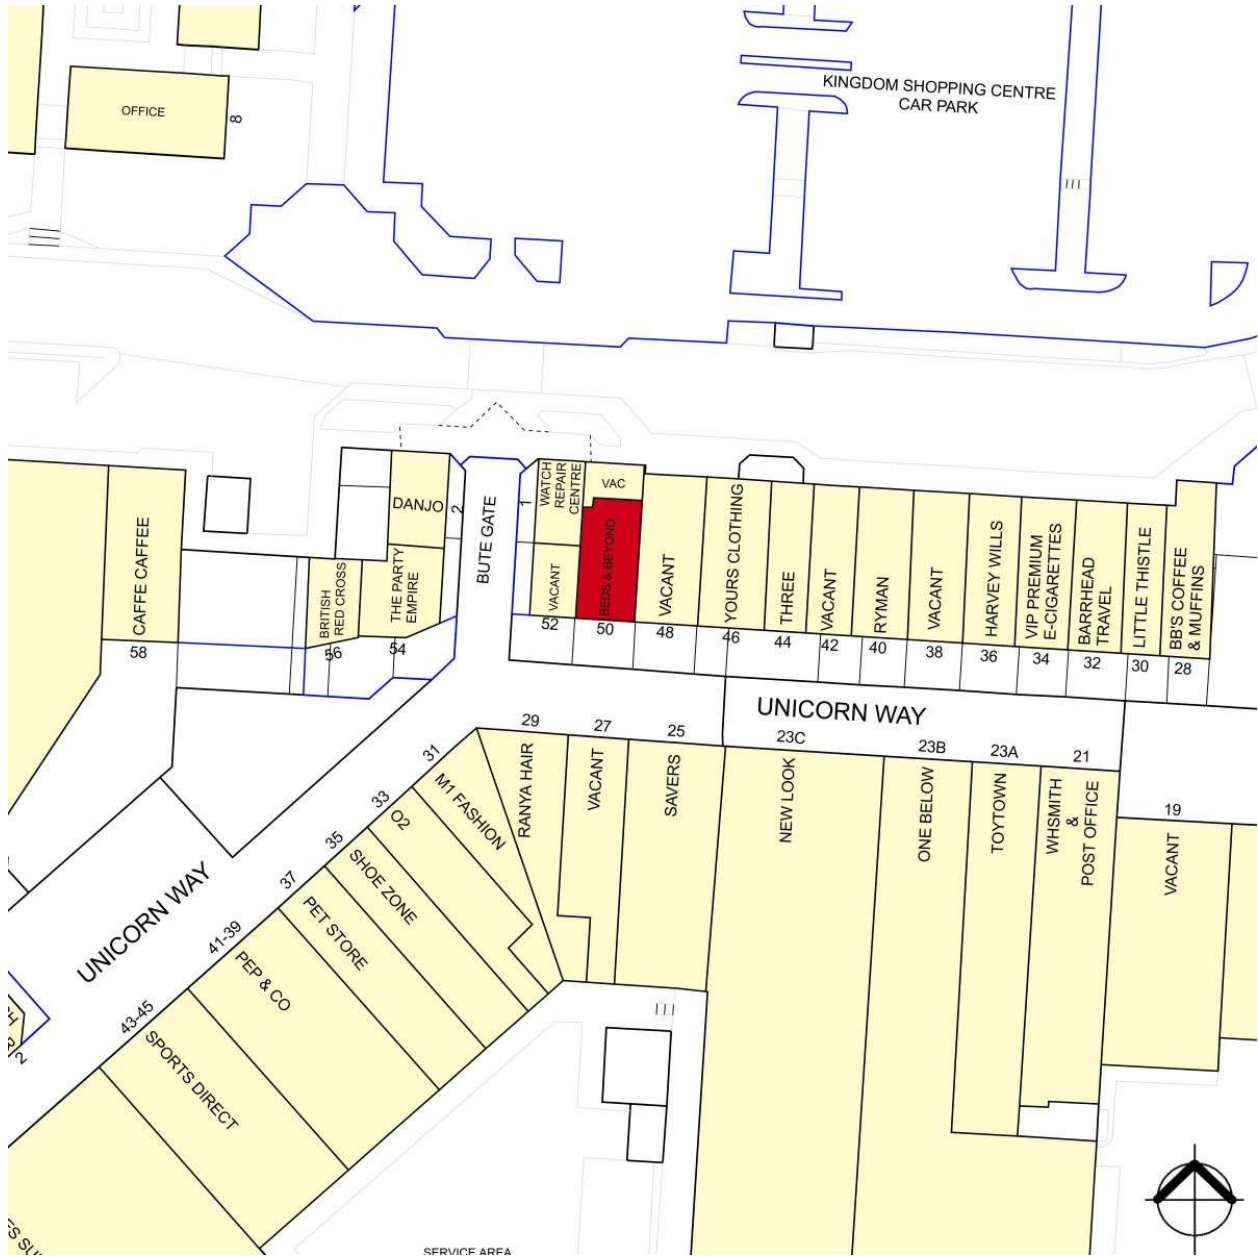 KINGDOM SHOPPING CENTRE
CAR PARK
OFFICE
8
DANJO
2
BUTE GATE
1
WATCH
REPAIR
CENTRE
VAC
CAFFE CAFFEE
58
BRITISH
RED CROSS
56
THE PARTY
EMPIRE
54
VACANT
52
BEDS & BEYOND
50
VACANT
48
YOURS CLOTHING
46
THREE
44
VACANT
42
RYMAN
40
VACANT
38
HARVEY WILLS
36
VIP PREMIUM
E-CIGARETTES
34
BARRHEAD
TRAVEL
32
LITTLE THISTLE
30
BB'S COFFEE
& MUFFINS
28
UNICORN WAY
29
RANYA HAIR
27
VACANT
25
SAVERS
23C
NEW LOOK
23B
ONE BELOW
23A
TOYTOWN
21
WHSMITH
&
POST OFFICE
19
VACANT
31
M1 FASHION
33
O2
35
SHOE ZONE
37
PET STORE
41-39
PEP & CO
43-45
SPORTS DIRECT
UNICORN WAY
2
SERVICE AREA